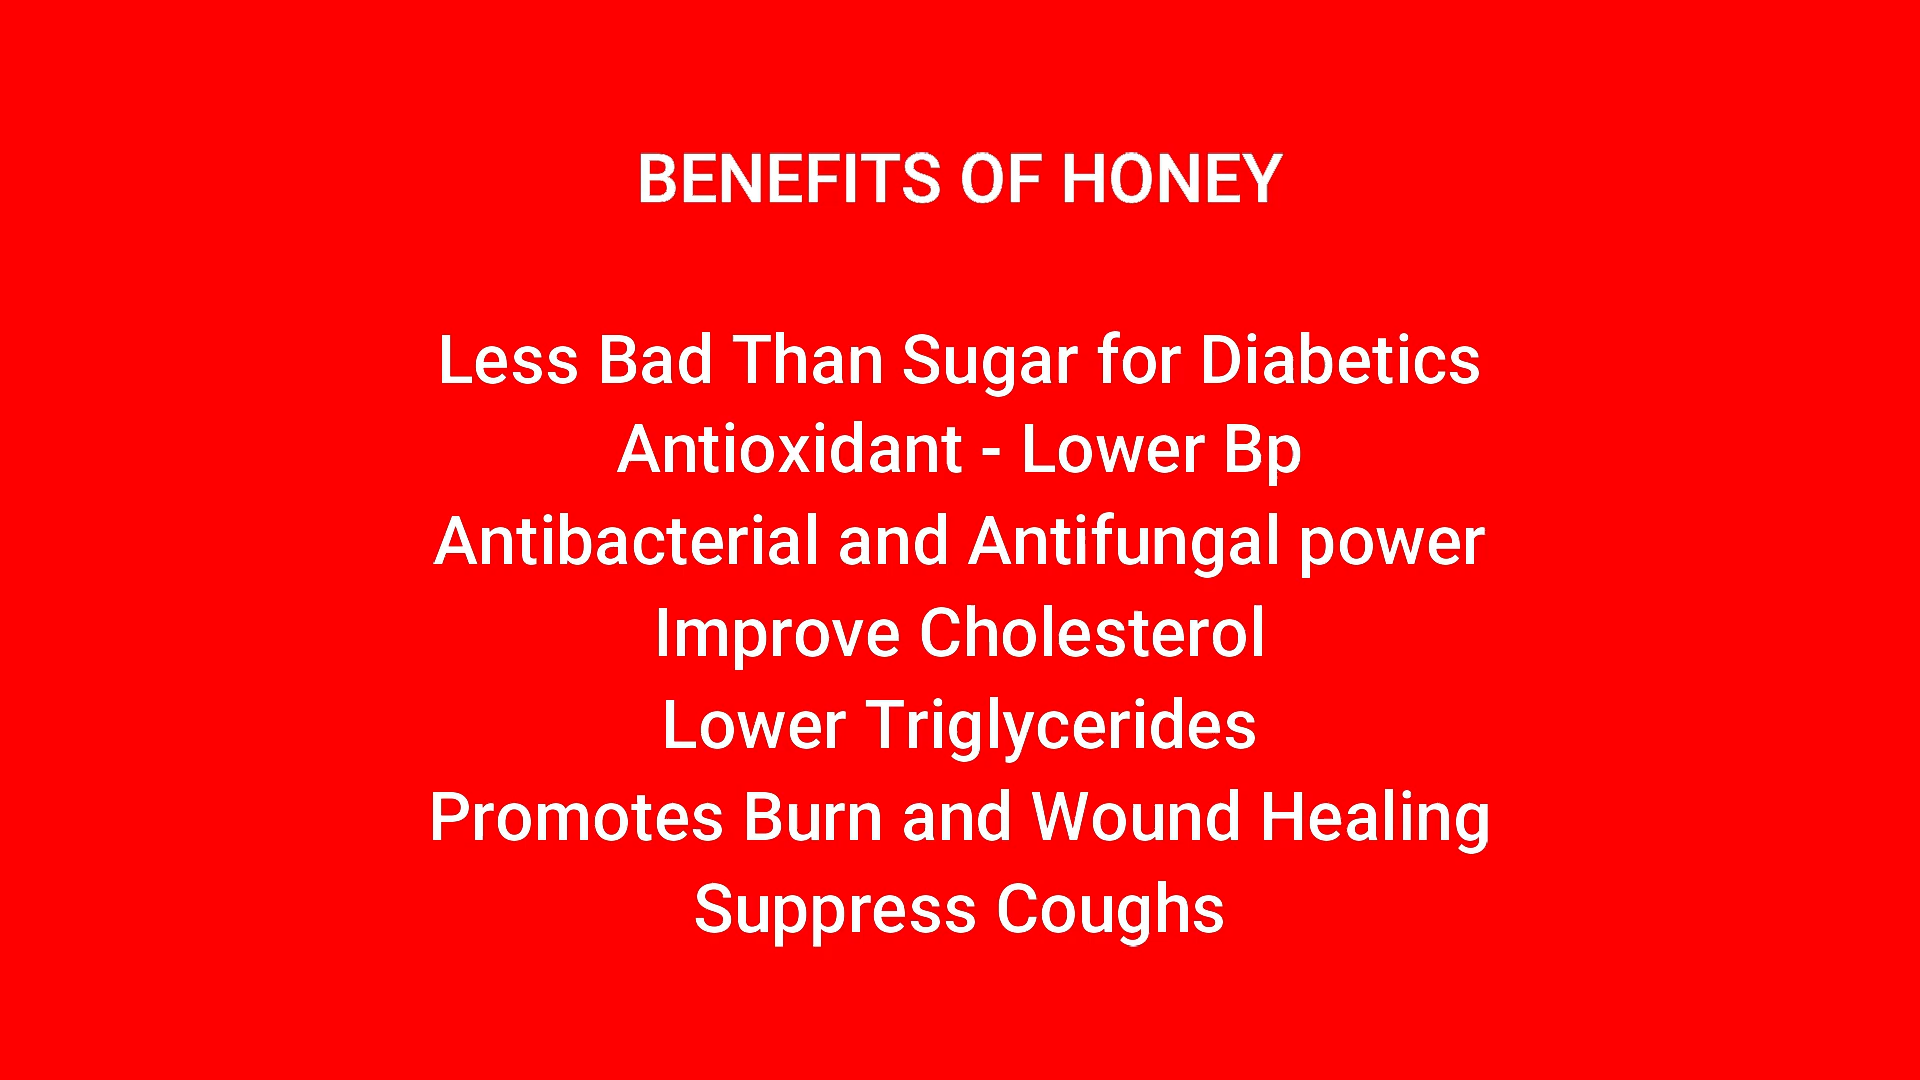 BENEFITS OF HONEY
Less Bad Than Sugar for Diabetics
Antioxidant - Lower Bp
Antibacterial and Antifungal power
Improve Cholesterol
Lower Triglycerides
Promotes Burn and Wound Healing
Suppress Coughs